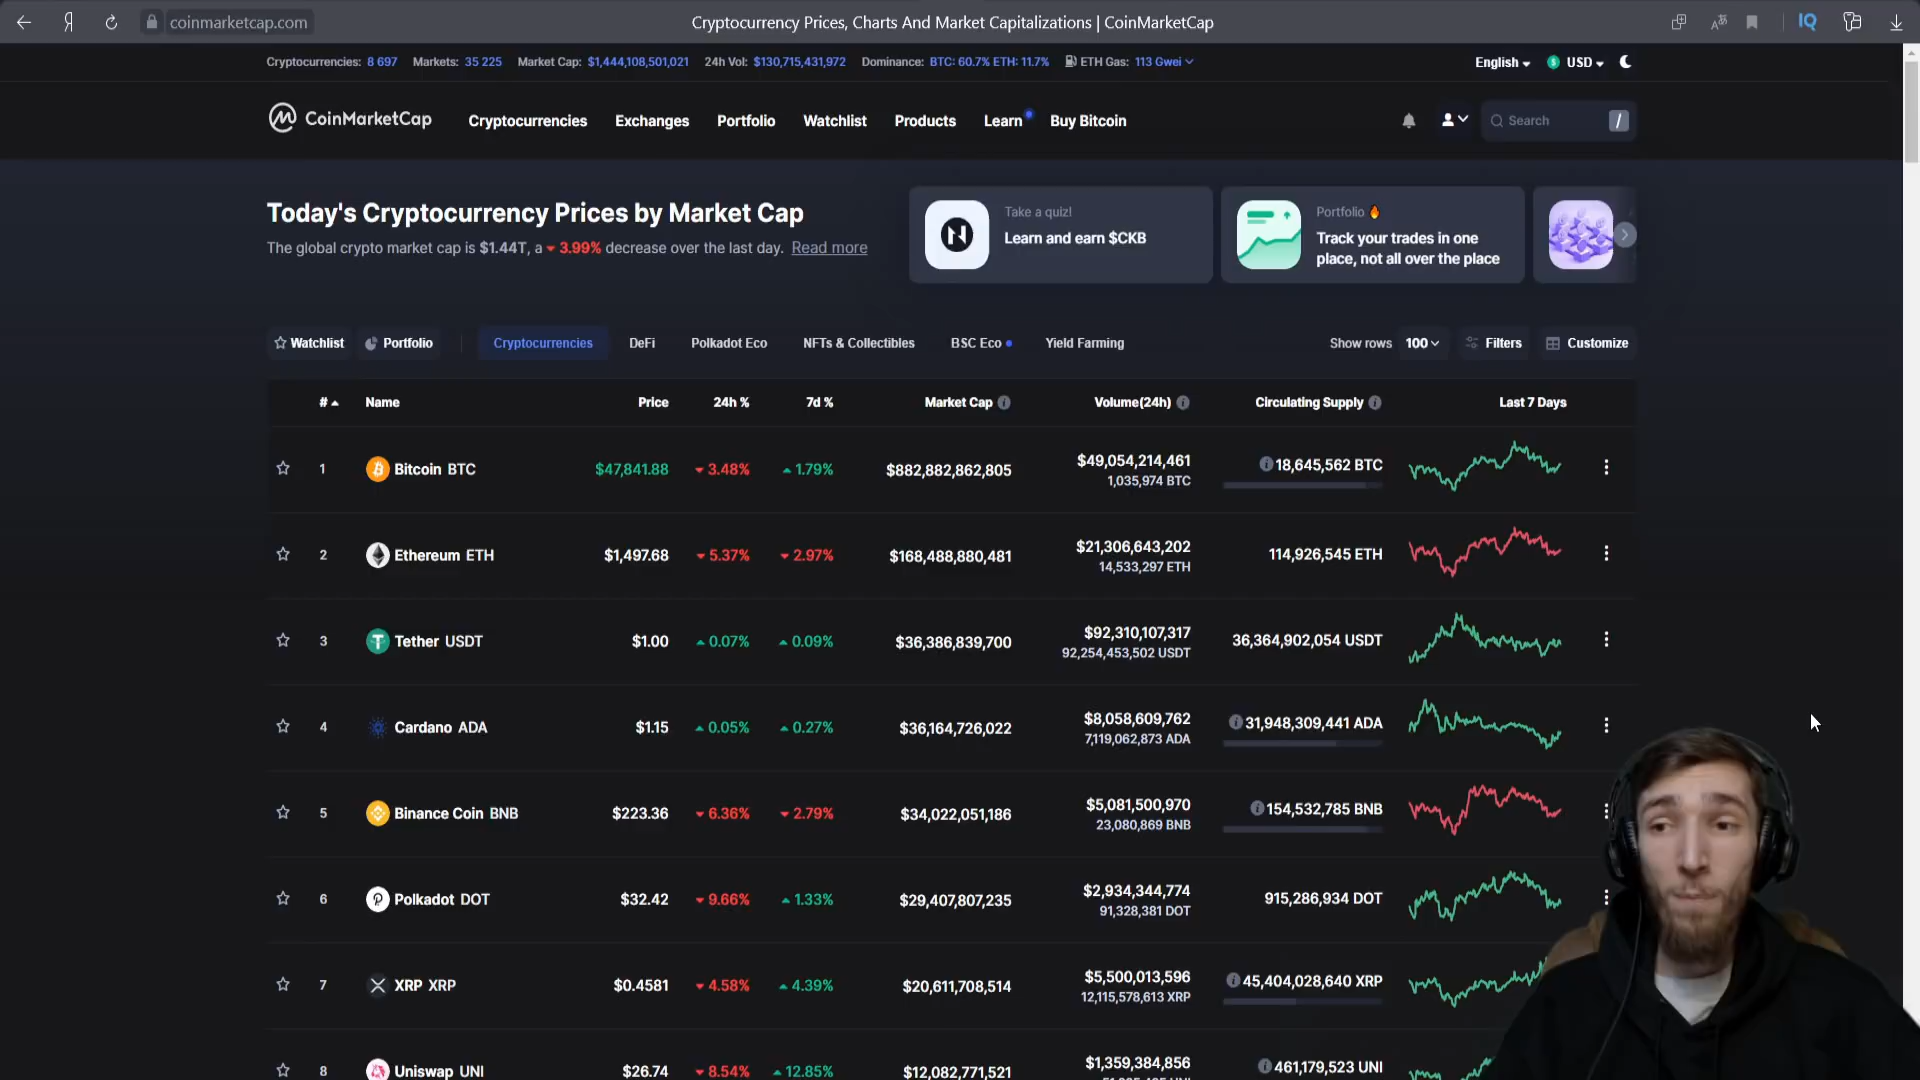 coinmarketcap.com
Cryptocurrency Prices, Charts And Market Capitalizations | CoinMarketCap
Cryptocurrencies: 8 697 Markets: 35 225 Market Cap: $1,444,108,501,021 24h Vol: $130,715,431,972 Dominance: BTC: 60.7% ETH: 11.7% ETH Gas: 113 Gwei
English USD
CoinMarketCap Cryptocurrencies Exchanges Portfolio Watchlist Products Learn Buy Bitcoin Search /
Today's Cryptocurrency Prices by Market Cap
The global crypto market cap is $1.44T, a 3.99% decrease over the last day. Read more
Take a quiz!
Learn and earn $CKB
Portfolio
Track your trades in one
place, not all over the place
Watchlist Portfolio Cryptocurrencies DeFi Polkadot Eco NFTs & Collectibles BSC Eco Yield Farming Show rows 100 Filters Customize
# Name Price 24h % 7d % Market Cap Volume(24h) Circulating Supply Last 7 Days
1 Bitcoin BTC $47,841.88 3.48% 1.79% $882,882,862,805 $49,054,214,461 18,645,562 BTC
1,035,974 BTC
2 Ethereum ETH $1,497.68 5.37% 2.97% $168,488,880,481 $21,306,643,202 114,926,545 ETH
14,533,297 ETH
3 Tether USDT $1.00 0.07% 0.09% $36,386,839,700 $92,310,107,317 36,364,902,054 USDT
92,254,453,502 USDT
4 Cardano ADA $1.15 0.05% 0.27% $36,164,726,022 $8,058,609,762 31,948,309,441 ADA
7,119,062,873 ADA
5 Binance Coin BNB $223.36 6.36% 2.79% $34,022,051,186 $5,081,500,970 154,532,785 BNB
23,080,869 BNB
6 Polkadot DOT $32.42 9.66% 1.33% $29,407,807,235 $2,934,344,774 915,286,934 DOT
91,328,381 DOT
7 XRP XRP $0.4581 4.58% 4.39% $20,611,708,514 $5,500,013,596 45,404,028,640 XRP
12,115,578,613 XRP
8 Uniswap UNI $26.74 8.54% 12.85% $12,082,771,521 $1,359,384,856 461,179,523 UNI